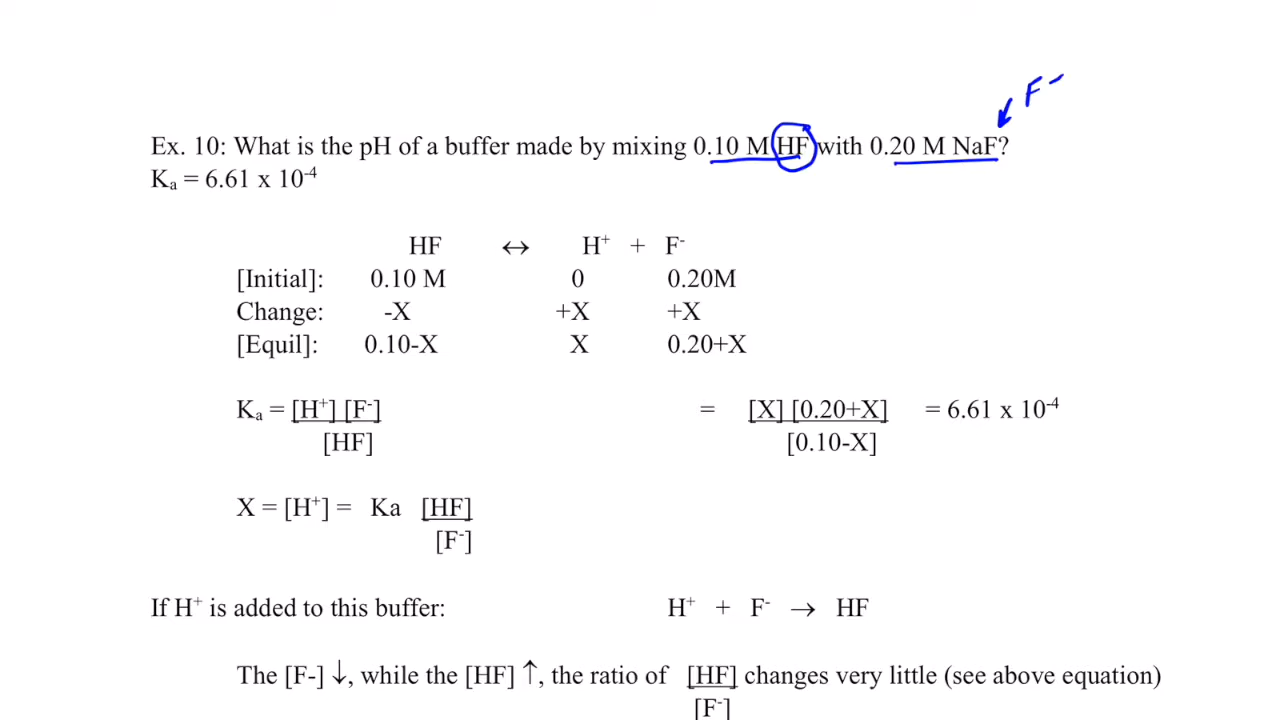 F⁻
Ex. 10: What is the pH of a buffer made by mixing 0.10 M HF with 0.20 M NaF?
Kₐ = 6.61 x 10⁻⁴
HF ↔ H⁺ + F⁻
[Initial]: 0.10 M 0 0.20M
Change: -X +X +X
[Equil]: 0.10-X X 0.20+X
Kₐ = [H⁺] [F⁻] = [X] [0.20+X] = 6.61 x 10⁻⁴
[HF] [0.10-X]
X = [H⁺] = Ka [HF]
[F⁻]
If H⁺ is added to this buffer: H⁺ + F⁻ → HF
The [F-] ↓, while the [HF] ↑, the ratio of [HF] changes very little (see above equation)
[F⁻]